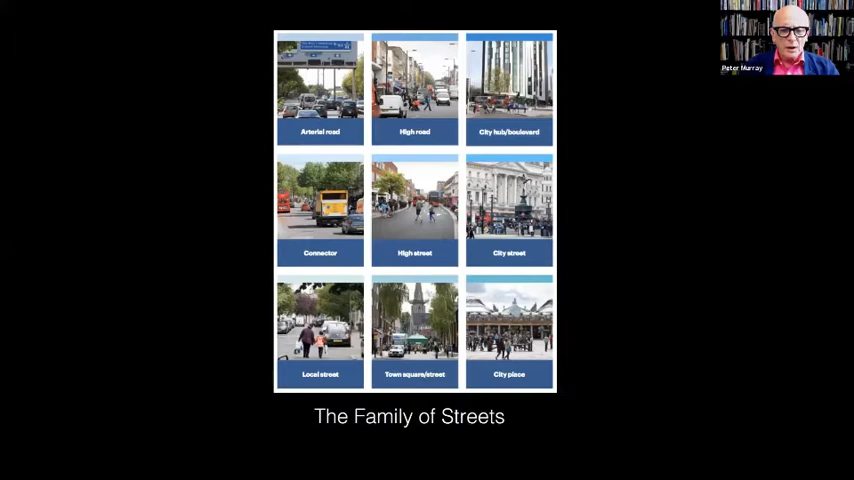 Peter Murray
Arterial road
High road
City hub/boulevard
Connector
High street
City street
Local street
Town square/street
City place
The Family of Streets